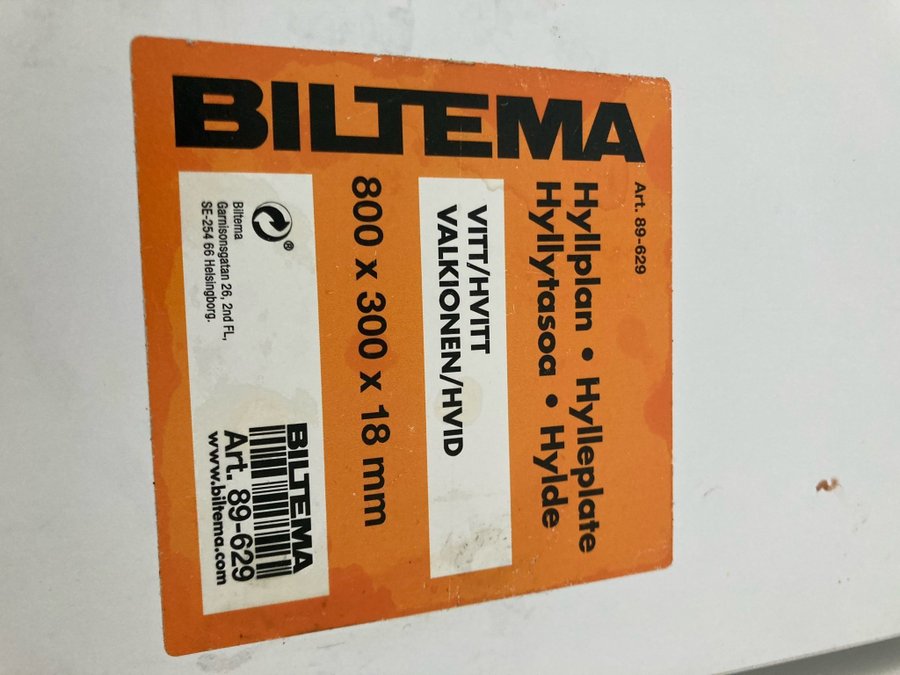 BILTEMA
Art. 89-629
Hyllplan • Hylleplate
Hyllytasoa • Hylde
VITT/HVITT
VALKIONEN/HVID
800 x 300 x 18 mm
®
Biltema
Garnisonsgatan 26, 2nd FL,
SE-254 66 Helsingborg.
BILTEMA
Art. 89-629
www.biltema.com